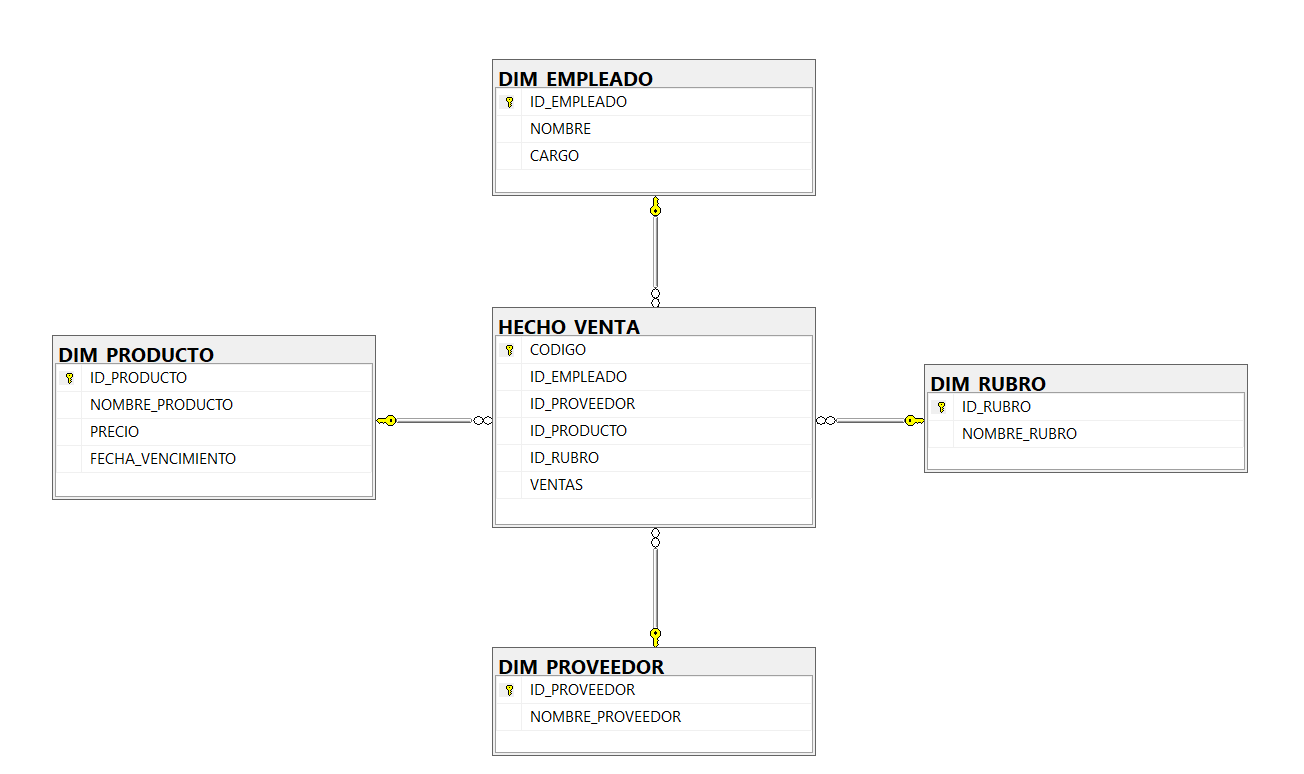 DIM_EMPLEADO
ID_EMPLEADO
NOMBRE
CARGO
HECHO_VENTA
CODIGO
ID_EMPLEADO
ID_PROVEEDOR
ID_PRODUCTO
ID_RUBRO
VENTAS
DIM_PRODUCTO
ID_PRODUCTO
NOMBRE_PRODUCTO
PRECIO
FECHA_VENCIMIENTO
DIM_RUBRO
ID_RUBRO
NOMBRE_RUBRO
DIM_PROVEEDOR
ID_PROVEEDOR
NOMBRE_PROVEEDOR